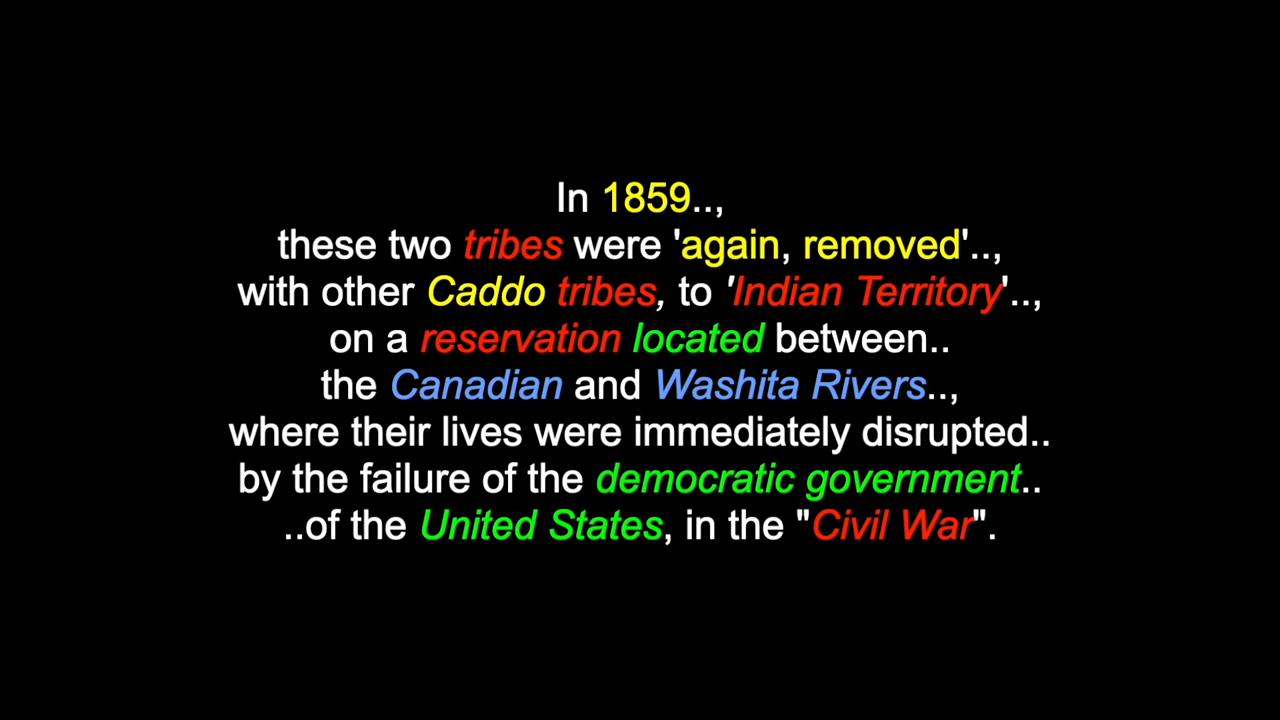 In 1859..,
these two tribes were 'again, removed'..,
with other Caddo tribes, to 'Indian Territory'..,
on a reservation located between..
the Canadian and Washita Rivers..,
where their lives were immediately disrupted..
by the failure of the democratic government..
..of the United States, in the "Civil War".